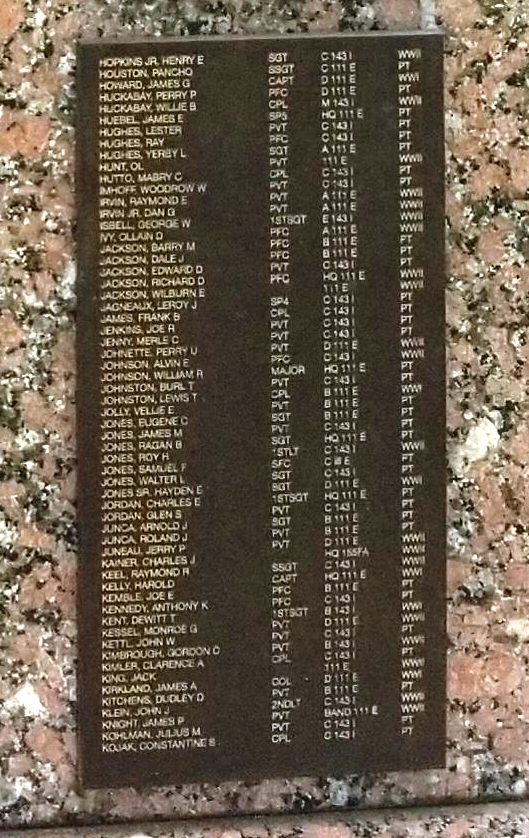 HOPKINS JR, HENRY E SGT C 143 I WWII
HOUSTON, PANCHO SSGT C 111 E PT
HOWARD, JAMES G CAPT D 111 E WWI
HUCKABAY, PERRY P PFC D 111 E PT
HUCKABAY, WILLIE B CPL M 143 I WWII
HUEBEL, JAMES E SP5 HQ 111 E PT
HUGHES, LESTER PVT C 143 I PT
HUGHES, RAY PFC C 143 I PT
HUGHES, YERBY L SGT A 111 E PT
HUNT, OL PVT 111 E WWII
HUTTO, MABRY C CPL C 143 I PT
IMHOFF, WOODROW W PVT C 143 I PT
IRVIN, RAYMOND E PVT A 111 E WWII
IRVIN JR, DAN G PVT A 111 E WWII
ISBELL, GEORGE W 1STSGT E 143 I WWII
IVY, OLLAIN D PFC A 111 E WWII
JACKSON, BARRY M PFC B 111 E PT
JACKSON, DALE J PFC B 111 E PT
JACKSON, EDWARD D PVT C 143 I PT
JACKSON, RICHARD D PFC HQ 111 E PT
JACKSON, WILBURN E 111 E WWII
JAGNEAUX, LEROY J SP4 C 143 I PT
JAMES, FRANK B CPL C 143 I PT
JENKINS, JOE R PVT C 143 I PT
JENNY, MERLE C PVT C 143 I PT
JOHNETTE, PERRY U PVT D 111 E WWII
JOHNSON, ALVIN E PFC C 143 I WWII
JOHNSON, WILLIAM R MAJOR HQ 111 E PT
JOHNSTON, BURL T PVT C 143 I PT
JOHNSTON, LEWIS T CPL B 111 E WWI
JOLLY, VELLIE E PVT B 111 E PT
JONES, EUGENE C SGT B 111 E PT
JONES, JAMES M PVT C 143 I PT
JONES, RAGAN B SGT HQ 111 E PT
JONES, ROY H 1STLT C 143 I WWII
JONES, SAMUEL F SFC C III E PT
JONES, WALTER L SGT C 143 I PT
JONES SR, HAYDEN E SGT D 111 E WWII
JORDAN, CHARLES E 1STSGT HQ 111 E PT
JORDAN, GLEN S PVT C 143 I PT
JUNCA, ARNOLD J SGT B 111 E PT
JUNCA, ROLAND J PVT B 111 E PT
JUNEAU, JERRY P PVT D 111 E WWII
KAINER, CHARLES J HQ 155FA WWII
KEEL, RAYMOND R SSGT C 143 I WWII
KELLY, HAROLD CAPT HQ 111 E WWI
KEMBLE, JOE E PFC B 111 E PT
KENNEDY, ANTHONY K PFC C 143 I PT
KENT, DEWITT T 1STSGT B 143 I WWI
KESSEL, MONROE G PVT D 111 E WWII
KETTL, JOHN W PVT C 143 I PT
KIMBROUGH, GORDON C PVT B 143 I PT
KIMLER, CLARENCE A CPL C 143 I PT
KING, JACK 111 E WWII
KIRKLAND, JAMES A COL D 111 E WWI
KITCHENS, DUDLEY D PVT B 111 E PT
KLEIN, JOHN J 2NDLT C 143 I WWII
KNIGHT, JAMES P PVT BAND 111 E PT
KOHLMAN, JULIUS M PVT C 143 I PT
KOJAK, CONSTANTINE S CPL C 143 I PT